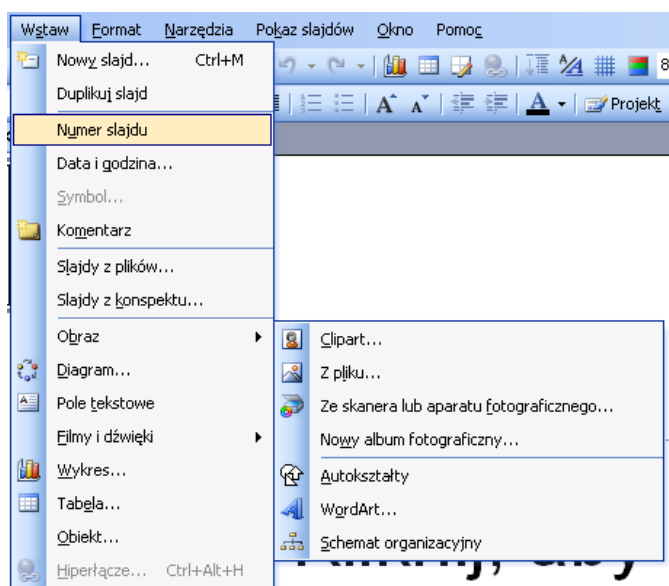 Wstaw Format Narzędzia Pokaz slajdów Okno Pomoc
Nowy slajd... Ctrl+M
8
Duplikuj slajd
Projekt
Numer slajdu
Data i godzina...
Symbol...
Komentarz
Slajdy z plików...
Slajdy z konspektu...
Obraz
Diagram...
Pole tekstowe
Filmy i dźwięki
Wykres...
Tabela...
Obiekt...
Hiperłącze... Ctrl+Alt+H
Clipart...
Z pliku...
Ze skanera lub aparatu fotograficznego...
Nowy album fotograficzny...
Autokształty
WordArt...
Schemat organizacyjny